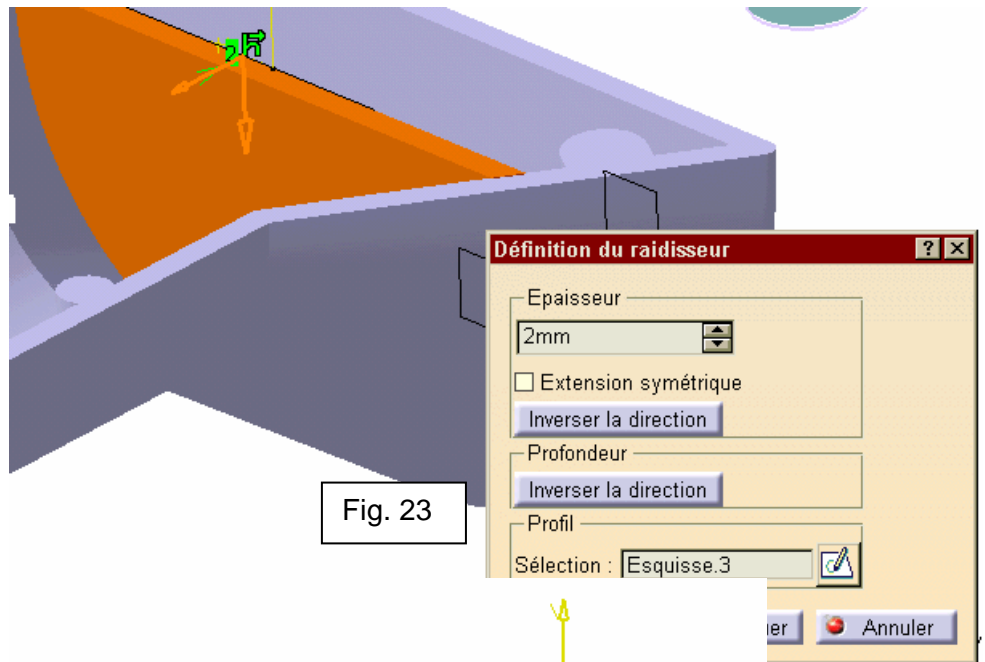 2
Définition du raidisseur
?
Epaisseur
2mm
Extension symétrique
Inverser la direction
Profondeur
Inverser la direction
Fig. 23
Profil
Sélection : Esquisse.3
Annuler